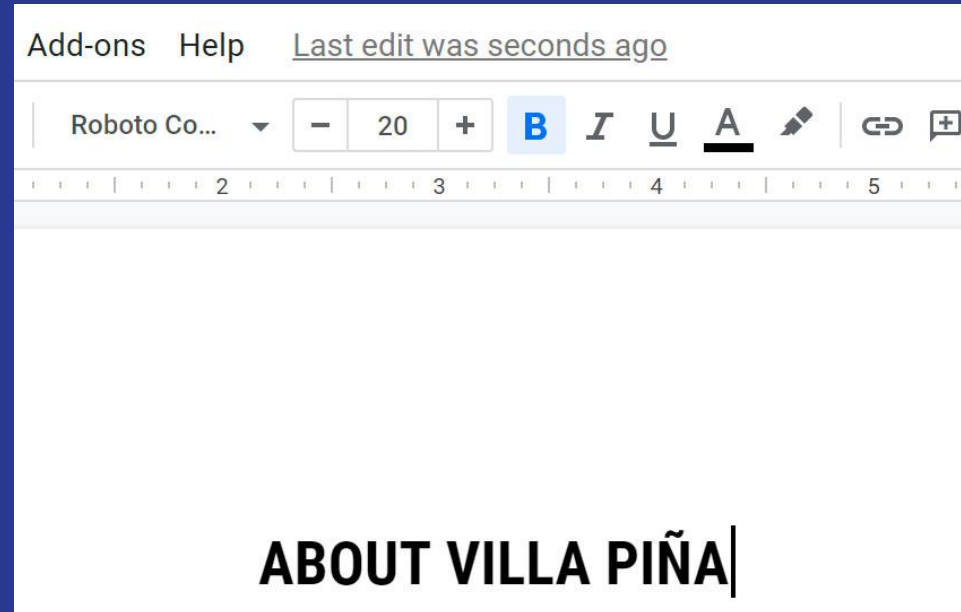 Add-ons Help Last edit was seconds ago
Roboto Co... − 20 + B I U A
2 3 4 5
ABOUT VILLA PIÑA